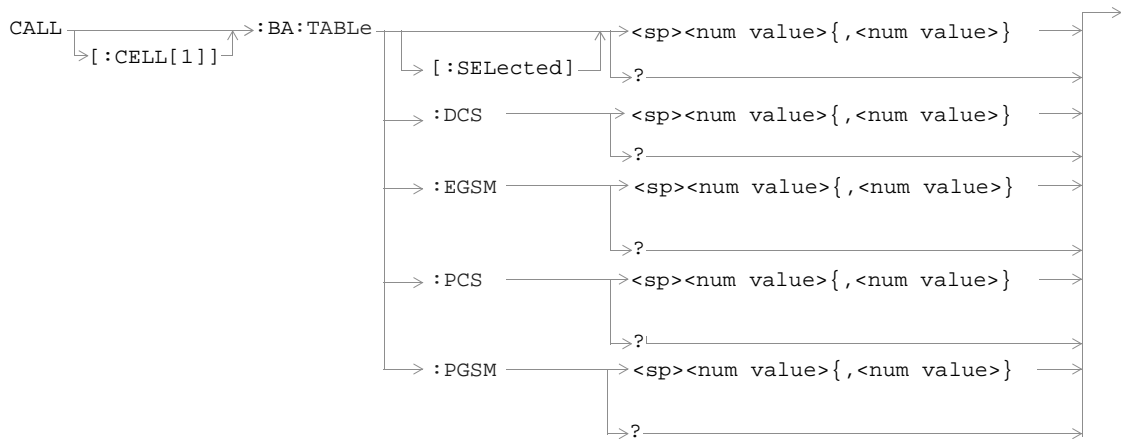 CALL :BA:TABLe <sp><num value>{,<num value>}
[:CELL[1]]
[:SELected]
?
:DCS <sp><num value>{,<num value>}
?
:EGSM <sp><num value>{,<num value>}
?
:PCS <sp><num value>{,<num value>}
?
:PGSM <sp><num value>{,<num value>}
?